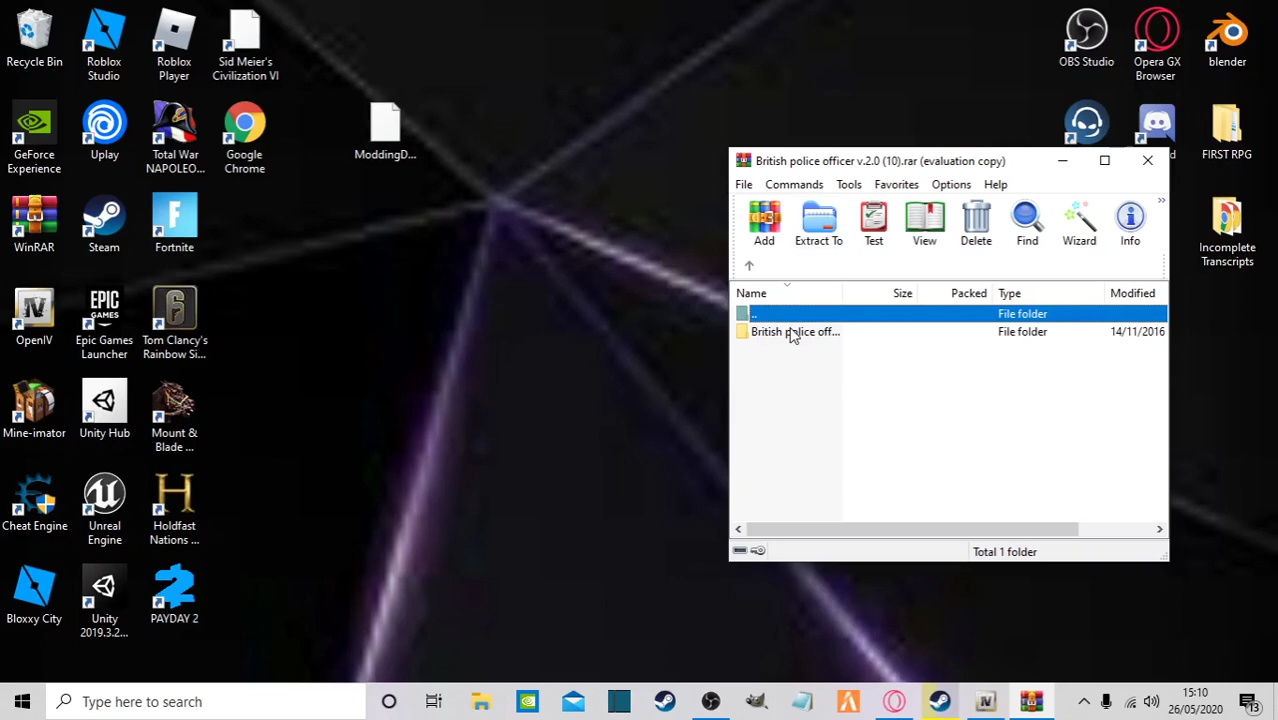 Recycle Bin
Roblox Studio
Roblox Player
Sid Meier's Civilization VI
OBS Studio
Opera GX Browser
blender
GeForce Experience
Uplay
Total War NAPOLEO...
Google Chrome
ModdingD...
FIRST RPG
WinRAR
Steam
Fortnite
Incomplete Transcripts
OpenIV
Epic Games Launcher
Tom Clancy's Rainbow Si...
Mine-imator
Unity Hub
Mount & Blade ...
Cheat Engine
Unreal Engine
Holdfast Nations ...
Bloxxy City
Unity 2019.3.2...
PAYDAY 2
British police officer v.2.0 (10).rar (evaluation copy)
File Commands Tools Favorites Options Help
Add Extract To Test View Delete Find Wizard Info
Name Size Packed Type Modified
.. File folder
British police off... File folder 14/11/2016
Total 1 folder
Type here to search
15:10
26/05/2020
13